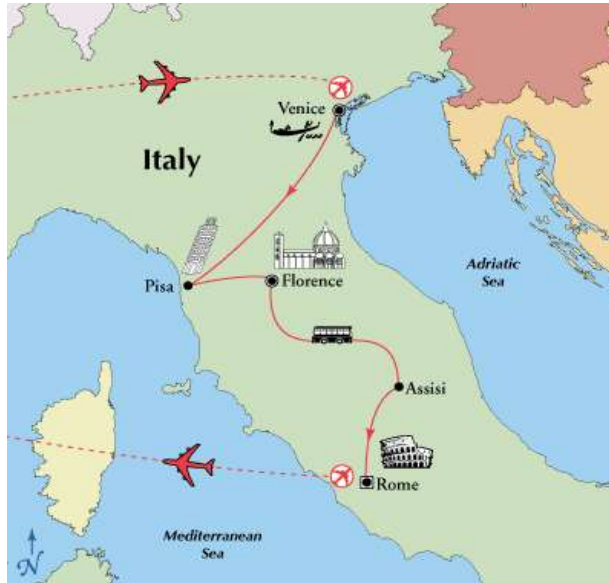 Venice
Italy
Pisa
Florence
Adriatic
Sea
Assisi
Rome
Mediterranean
Sea
N